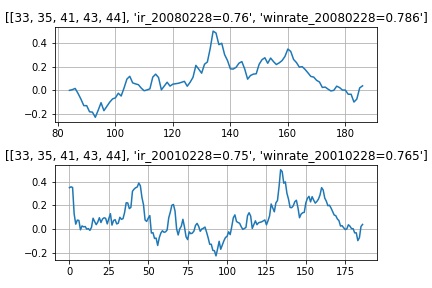 [[33, 35, 41, 43, 44], 'ir_20080228=0.76', 'winrate_20080228=0.786']
0.4
0.2
0.0
−0.2
80 100 120 140 160 180
[[33, 35, 41, 43, 44], 'ir_20010228=0.75', 'winrate_20010228=0.765']
0.4
0.2
0.0
−0.2
0 25 50 75 100 125 150 175